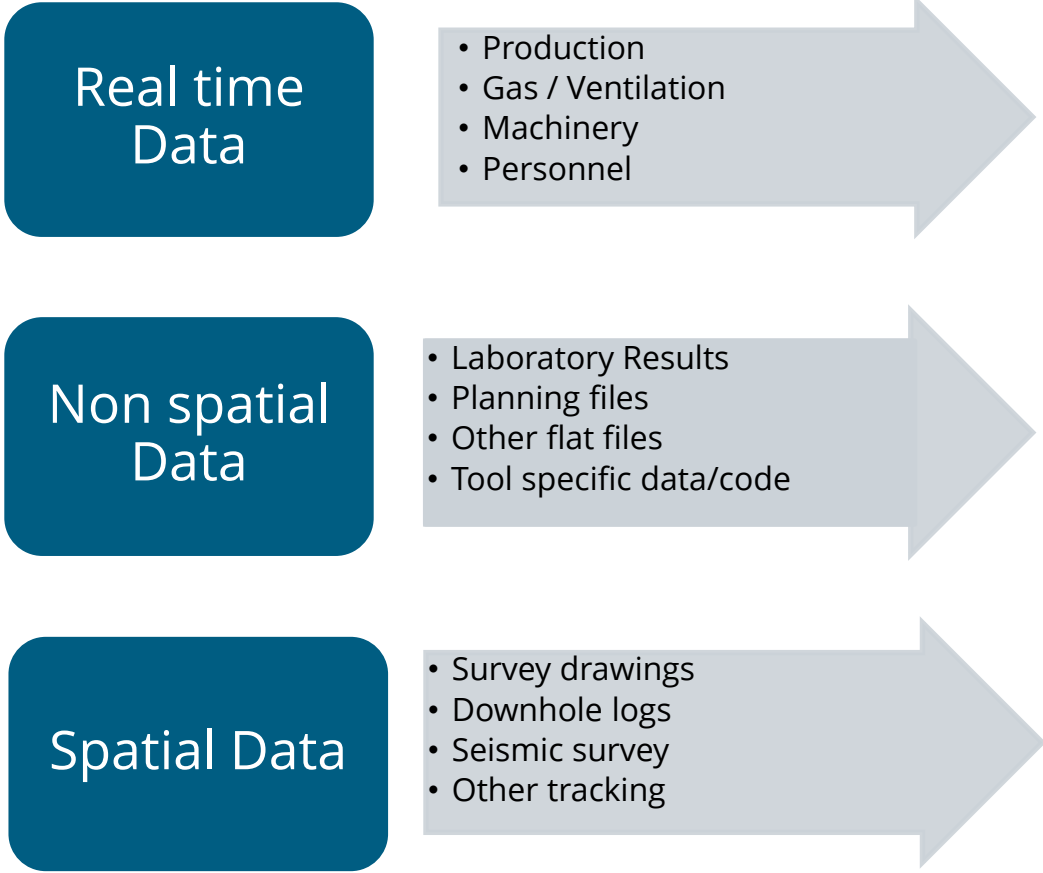 Real time
Data
• Production
• Gas / Ventilation
• Machinery
• Personnel
Non spatial
Data
• Laboratory Results
• Planning files
• Other flat files
• Tool specific data/code
Spatial Data
• Survey drawings
• Downhole logs
• Seismic survey
• Other tracking